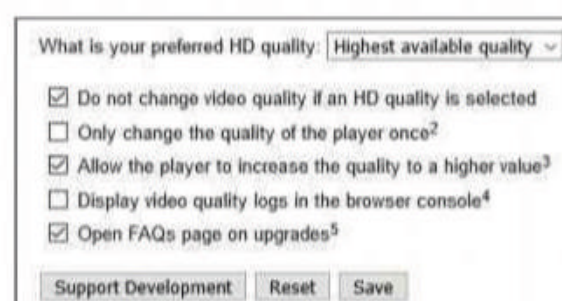 What is your preferred HD quality: Highest available quality
Do not change video quality if an HD quality is selected
Only change the quality of the player once²
Allow the player to increase the quality to a higher value³
Display video quality logs in the browser console⁴
Open FAQs page on upgrades⁵
Support Development Reset Save